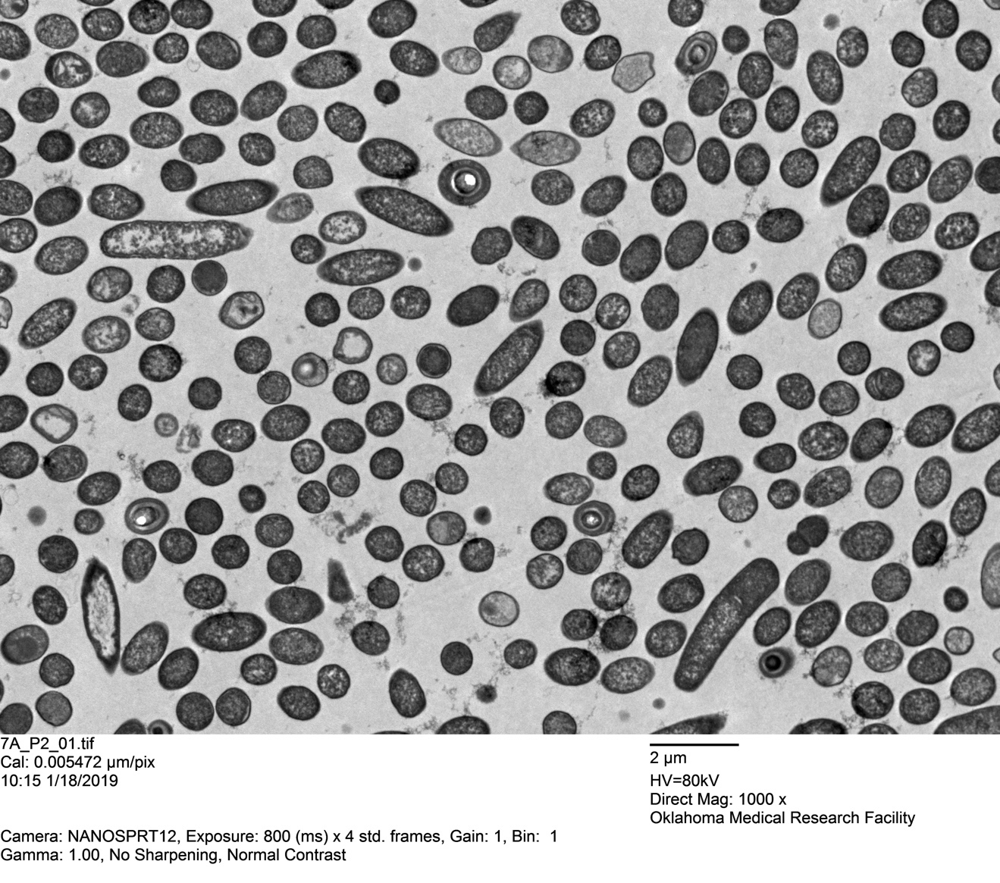 7A_P2_01.tif
Cal: 0.005472 µm/pix
10:15 1/18/2019
2 µm
HV=80kV
Direct Mag: 1000 x
Oklahoma Medical Research Facility
Camera: NANOSPRT12, Exposure: 800 (ms) x 4 std. frames, Gain: 1, Bin: 1
Gamma: 1.00, No Sharpening, Normal Contrast